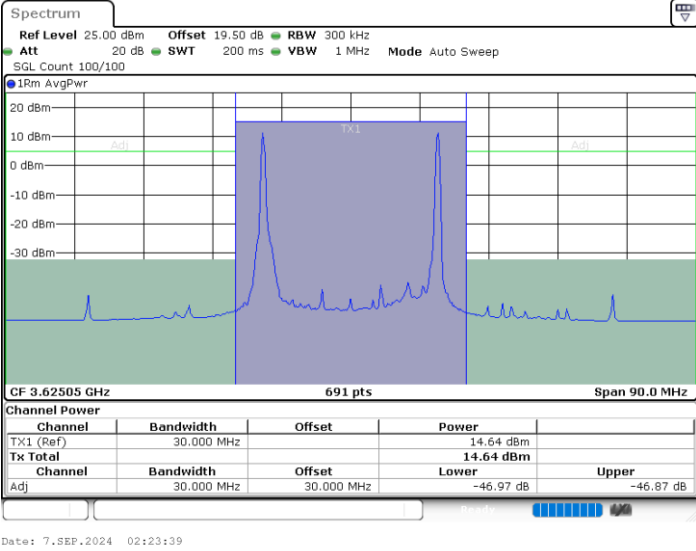 Spectrum
Ref Level 25.00 dBm Offset 19.50 dB RBW 300 kHz
Att 20 dB SWT 200 ms VBW 1 MHz Mode Auto Sweep
SGL Count 100/100
1Rm AvgPwr
20 dBm
TX1
10 dBm
Adj Adj
0 dBm
-10 dBm
-20 dBm
-30 dBm
CF 3.62505 GHz 691 pts Span 90.0 MHz
Channel Power
Channel Bandwidth Offset Power
TX1 (Ref) 30.000 MHz 14.64 dBm
Tx Total 14.64 dBm
Channel Bandwidth Offset Lower Upper
Adj 30.000 MHz 30.000 MHz -46.97 dB -46.87 dB
Ready
Date: 7.SEP.2024 02:23:39